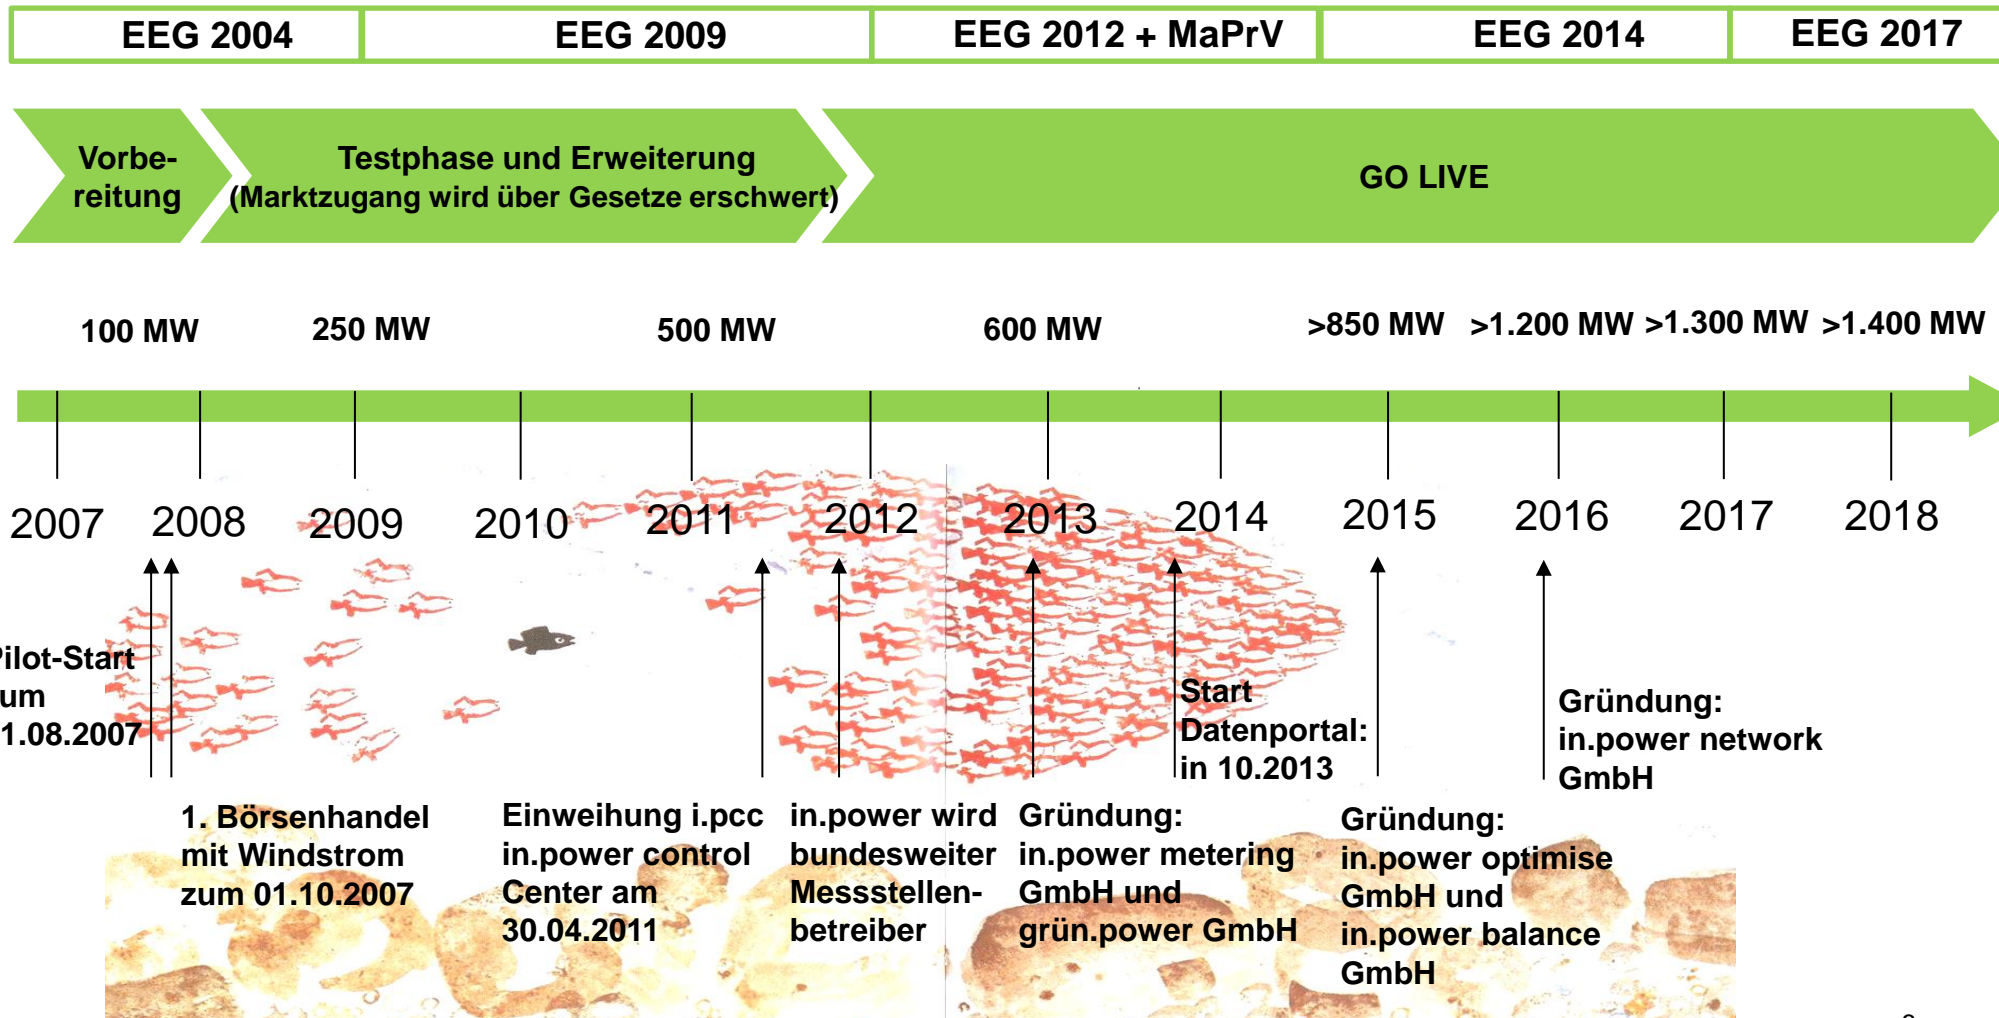 EEG 2004
EEG 2009
EEG 2012 + MaPrV
EEG 2014
EEG 2017
Vorbe-
reitung
Testphase und Erweiterung
(Marktzugang wird über Gesetze erschwert)
GO LIVE
100 MW
250 MW
500 MW
600 MW
>850 MW
>1.200 MW
>1.300 MW
>1.400 MW
2007
2008
2009
2010
2011
2012
2013
2014
2015
2016
2017
2018
Pilot-Start
um
1.08.2007
1. Börsenhandel
mit Windstrom
zum 01.10.2007
Einweihung i.pcc
in.power control
Center am
30.04.2011
in.power wird
bundesweiter
Messstellen-
betreiber
Gründung:
in.power metering
GmbH und
grün.power GmbH
Start
Datenportal:
in 10.2013
Gründung:
in.power optimise
GmbH und
in.power balance
GmbH
Gründung:
in.power network
GmbH